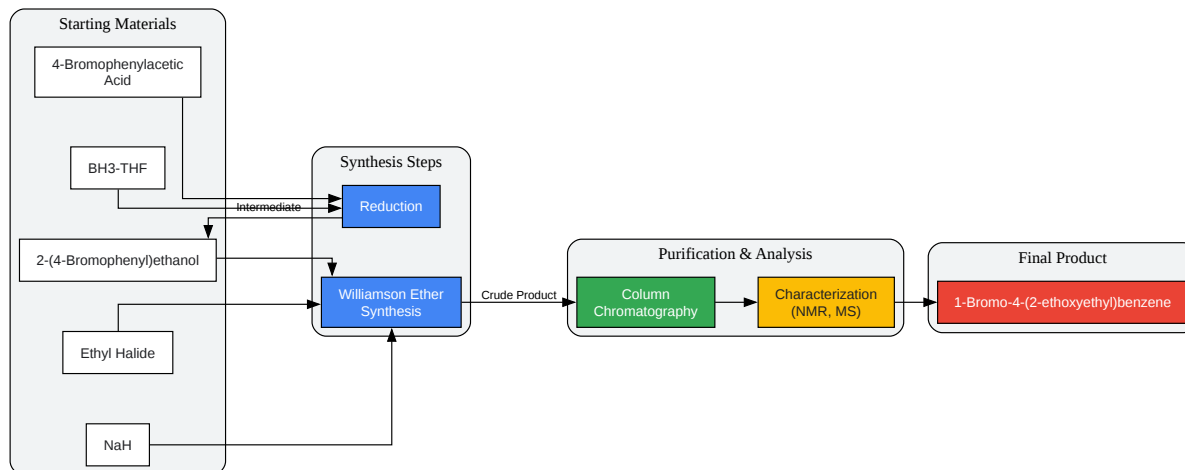 Starting Materials
4-Bromophenylacetic
Acid
BH3-THF
2-(4-Bromophenyl)ethanol
Ethyl Halide
NaH
Synthesis Steps
Intermediate
Reduction
Williamson Ether
Synthesis
Crude Product
Purification & Analysis
Column
Chromatography
Characterization
(NMR, MS)
Final Product
1-Bromo-4-(2-ethoxyethyl)benzene